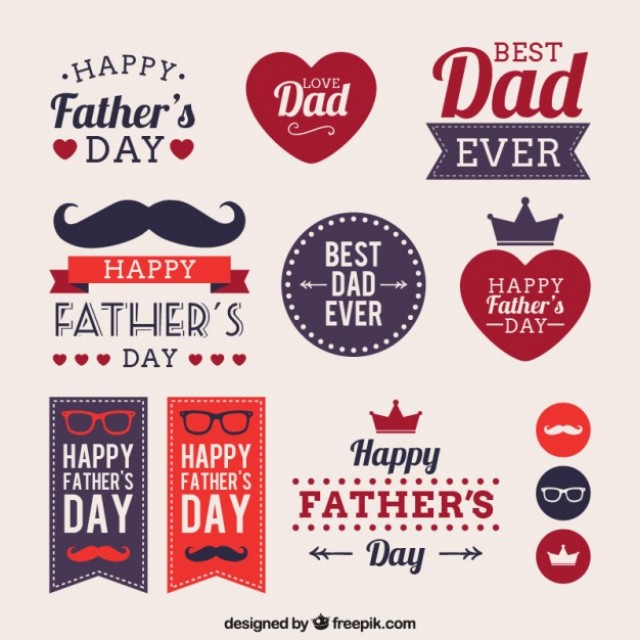 HAPPY
Father's
DAY
LOVE
Dad
BEST
Dad
EVER
HAPPY
FATHER'S
DAY
BEST
DAD
EVER
HAPPY
Father's
DAY
HAPPY
FATHER'S
DAY
HAPPY
FATHER'S
DAY
Happy
FATHER'S
Day
designed by freepik.com